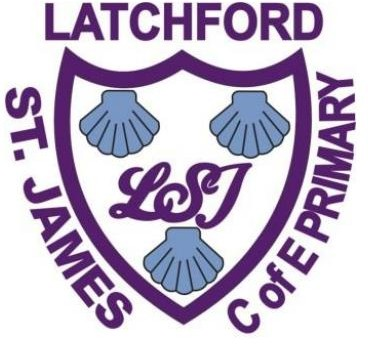 LATCHFORD
ST. JAMES
LSJ
C of E PRIMARY